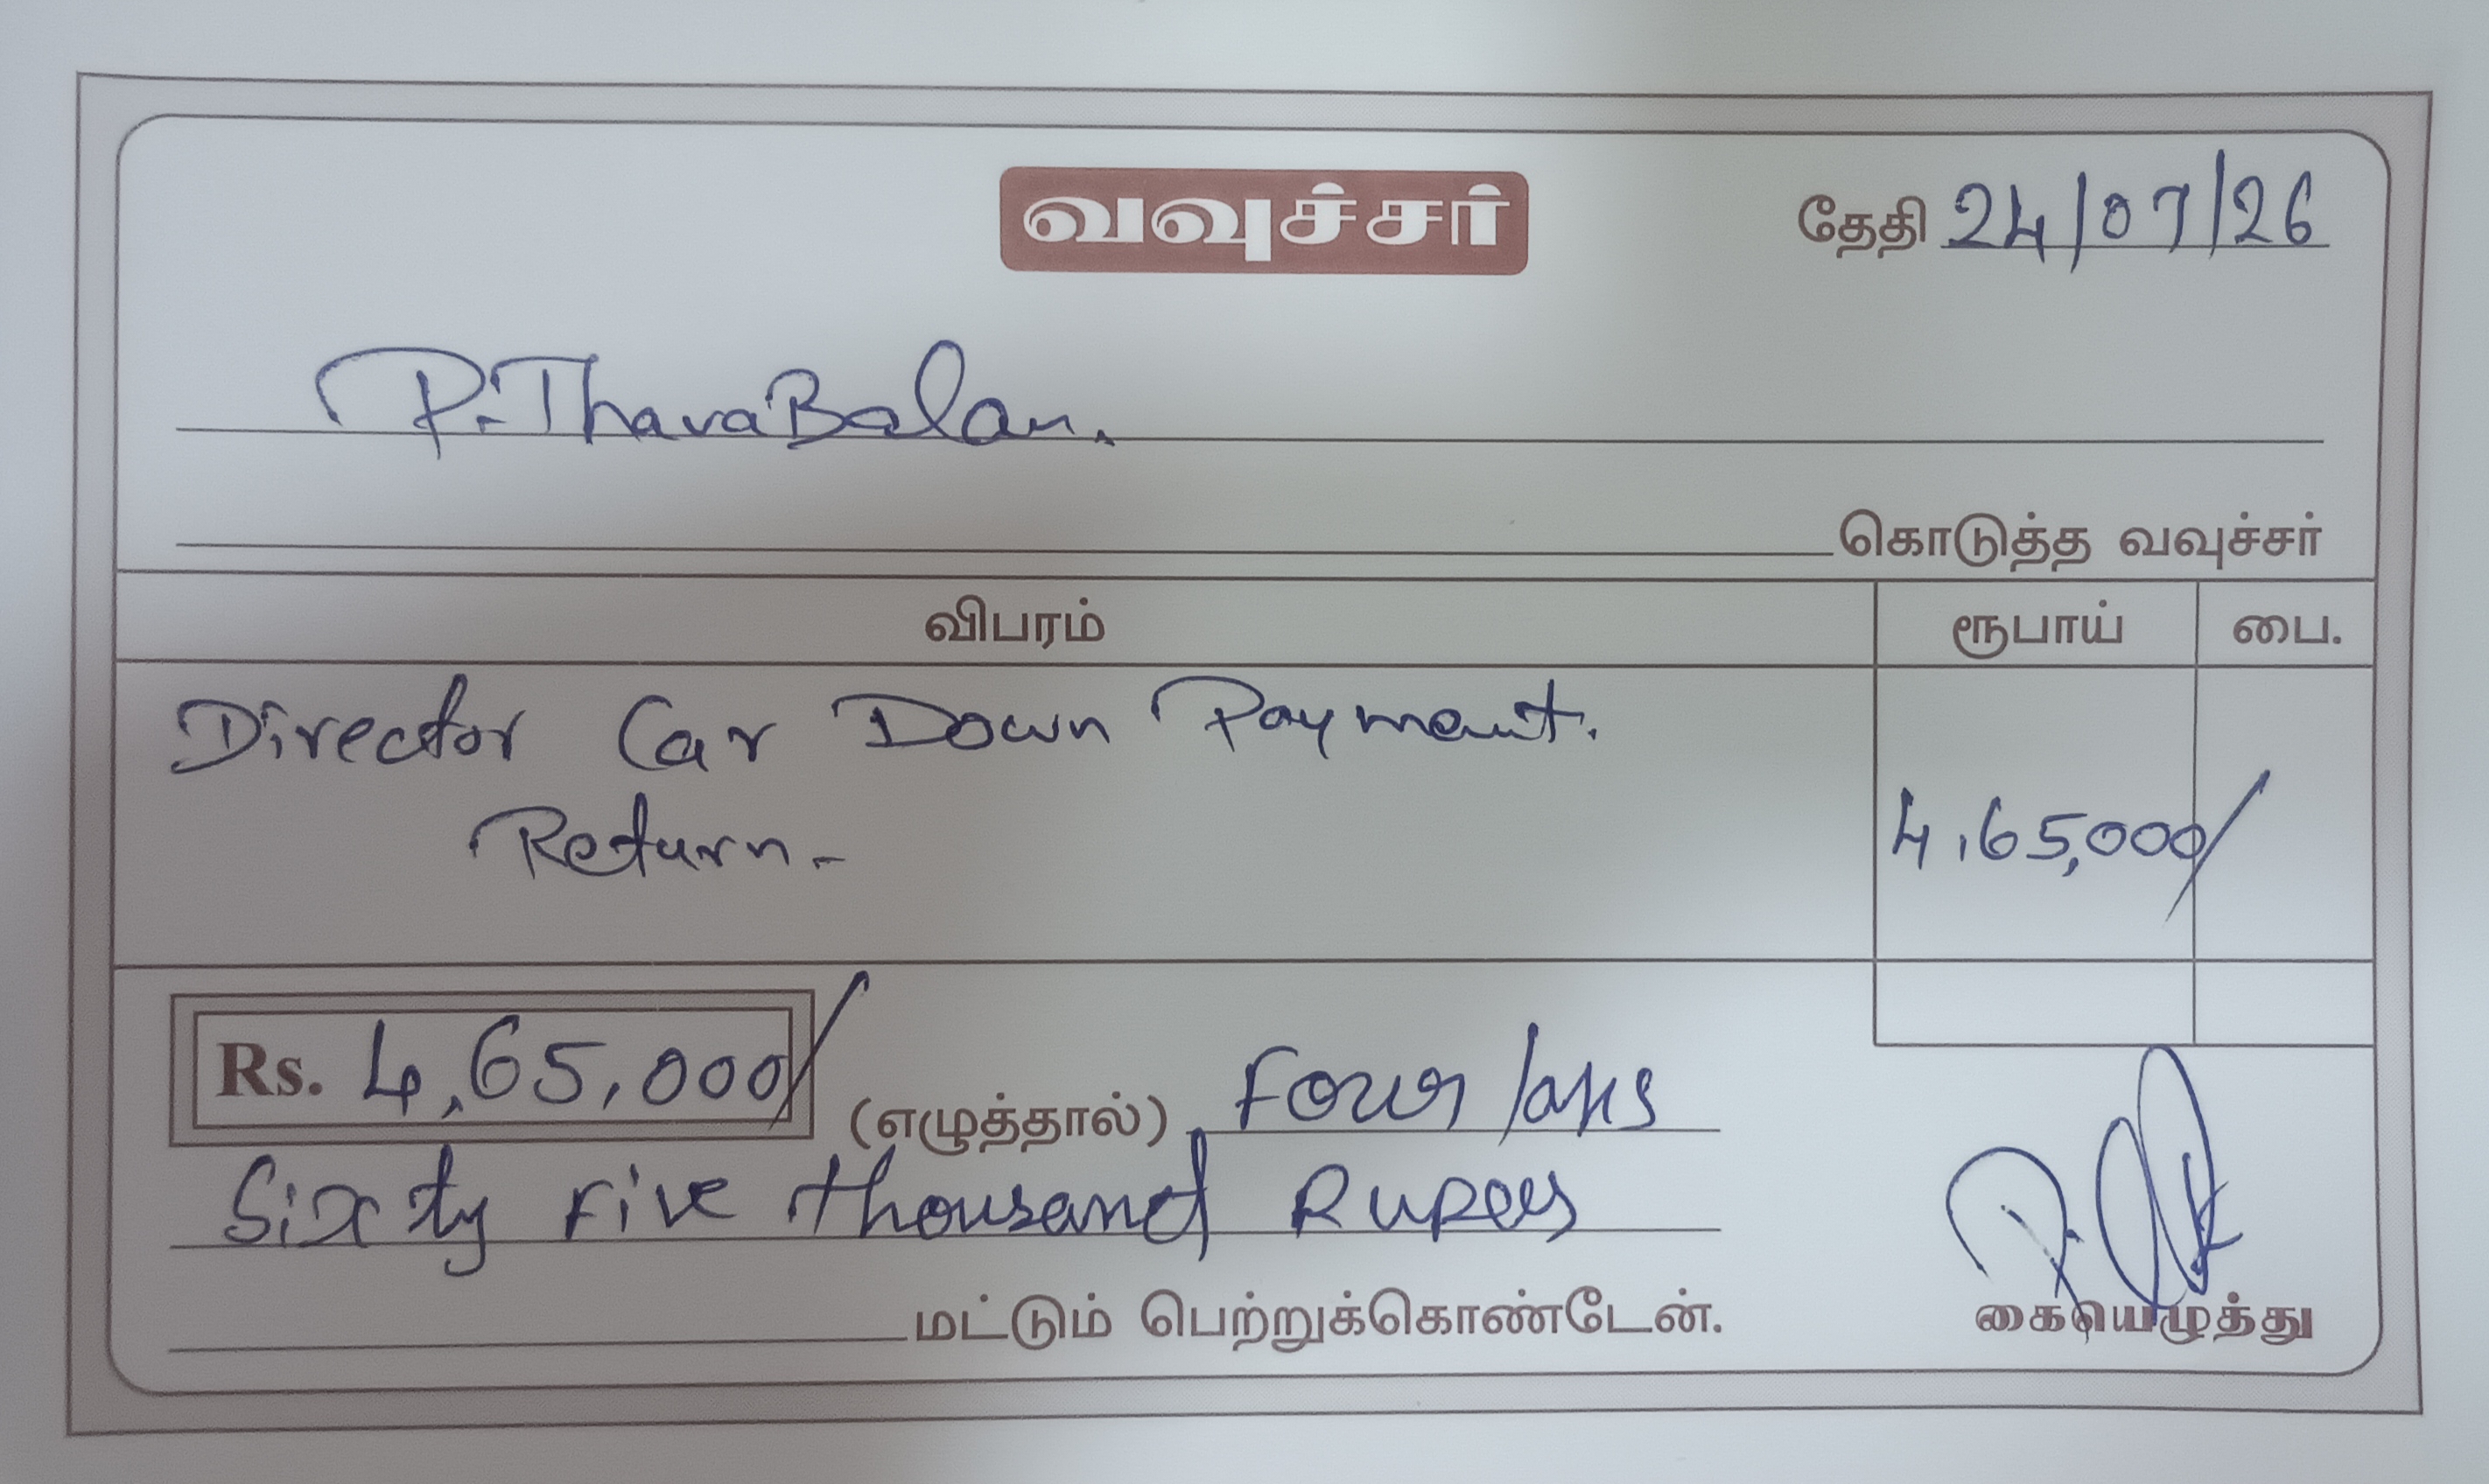 வவுச்சர்
தேதி 24/07/26
P. ThavaBalan.
கொடுத்த வவுச்சர்
விபரம் ரூபாய் பை.
Director Car Down Payment.
Return - 4,65,000/
Rs. 4,65,000/ (எழுத்தால்) Four laks
Sixty Five thousand Rupees
மட்டும் பெற்றுக்கொண்டேன். கையெழுத்து